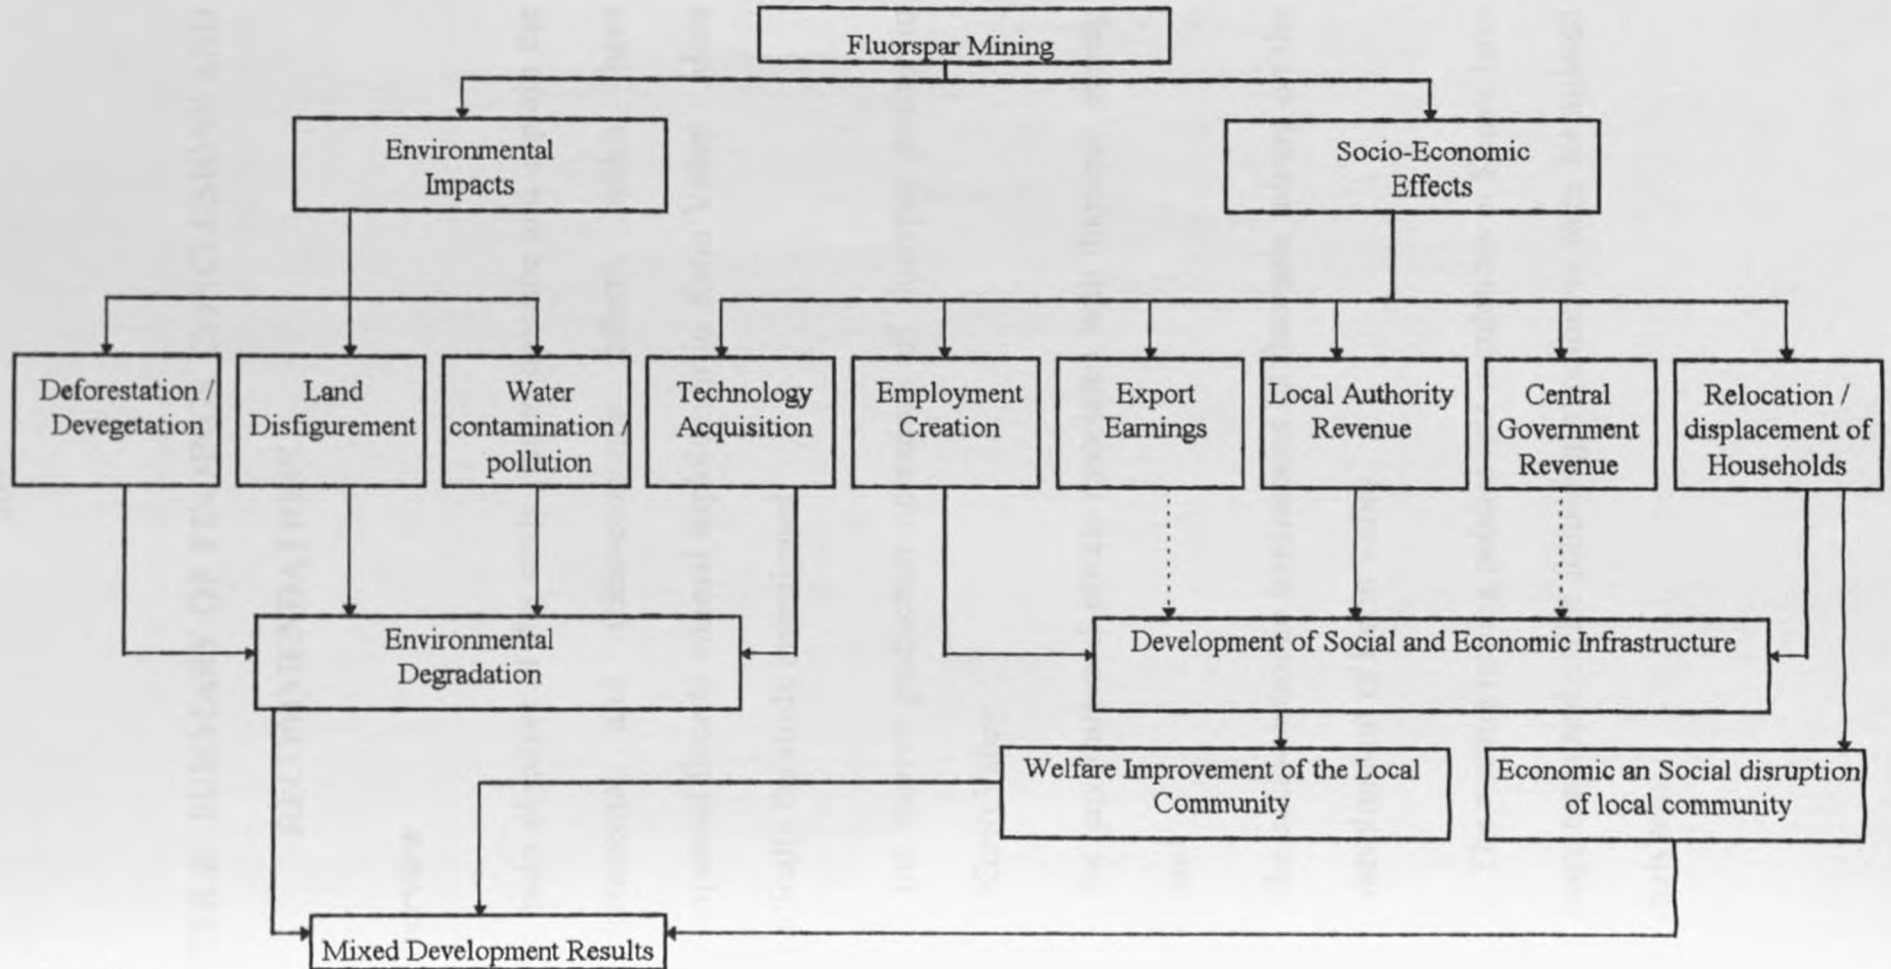 Fluorspar Mining
Environmental
Impacts
Socio-Economic
Effects
Deforestation /
Devegetation
Land
Disfigurement
Water
contamination /
pollution
Technology
Acquisition
Employment
Creation
Export
Earnings
Local Authority
Revenue
Central
Government
Revenue
Relocation /
displacement of
Households
Environmental
Degradation
Development of Social and Economic Infrastructure
Welfare Improvement of the Local
Community
Economic an Social disruption
of local community
Mixed Development Results